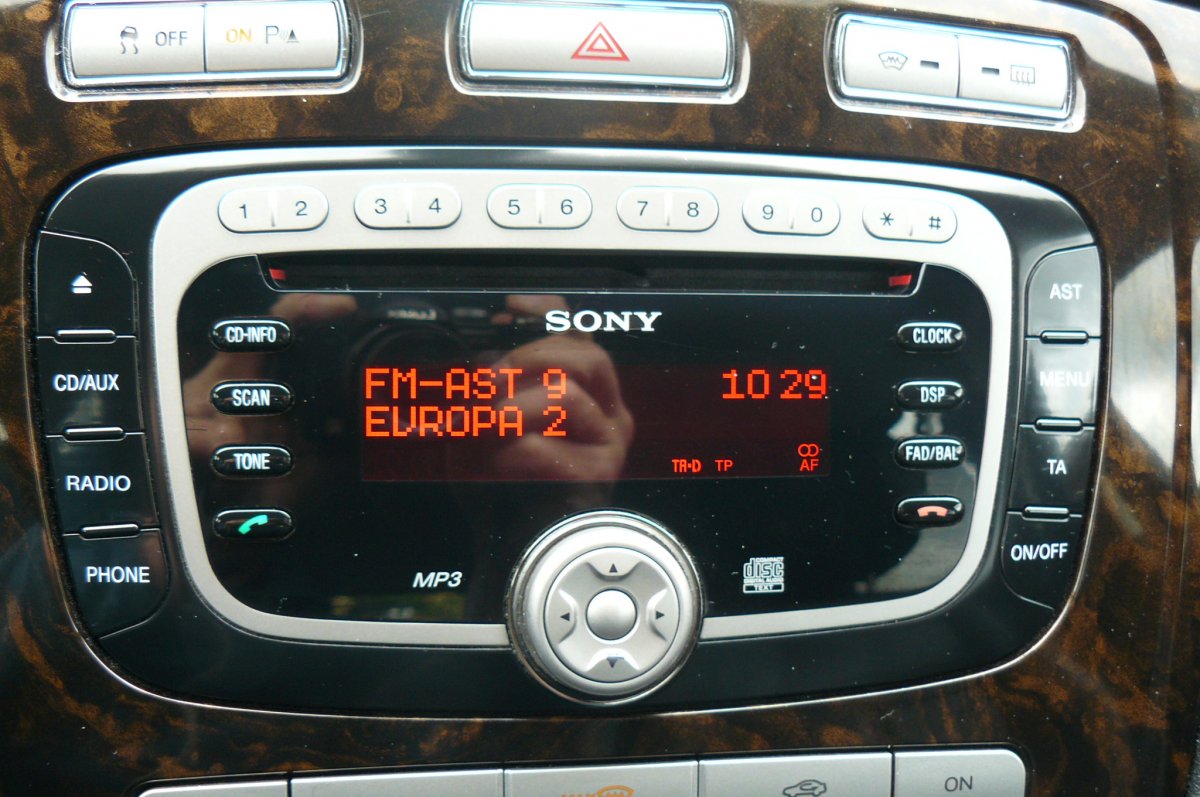 OFF ON P
1 2 3 4 5 6 7 8 9 0 * #
SONY
CD-INFO
CLOCK
AST
CD/AUX
SCAN
FM-AST 9 10 29
DSP
MENU
EVROPA 2
TONE
TA•D TP AF
FAD/BAL
TA
RADIO
PHONE
MP3
COMPACT
disc
DIGITAL AUDIO
TEXT
ON/OFF
MAX
ON